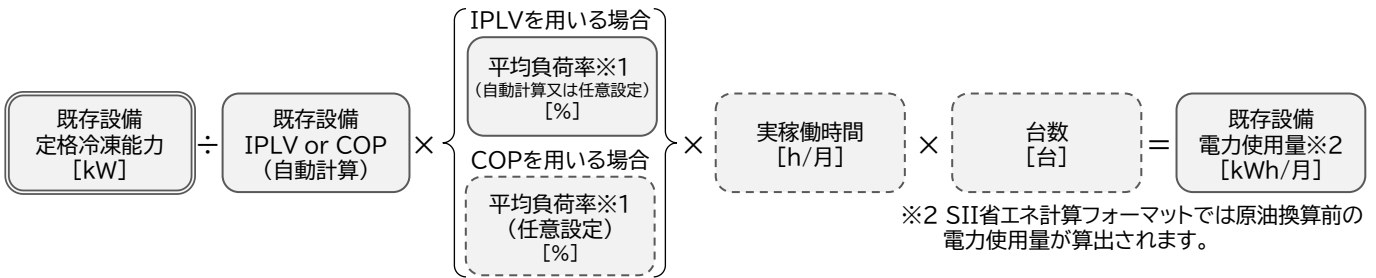 既存設備
定格冷凍能力
[kW]
÷
既存設備
IPLV or COP
（自動計算）
×
IPLVを用いる場合
平均負荷率※1
（自動計算又は任意設定）
[%]
COPを用いる場合
平均負荷率※1
（任意設定）
[%]
×
実稼働時間
[h/月]
×
台数
[台]
=
既存設備
電力使用量※2
[kWh/月]
※2 SII省エネ計算フォーマットでは原油換算前の
電力使用量が算出されます。